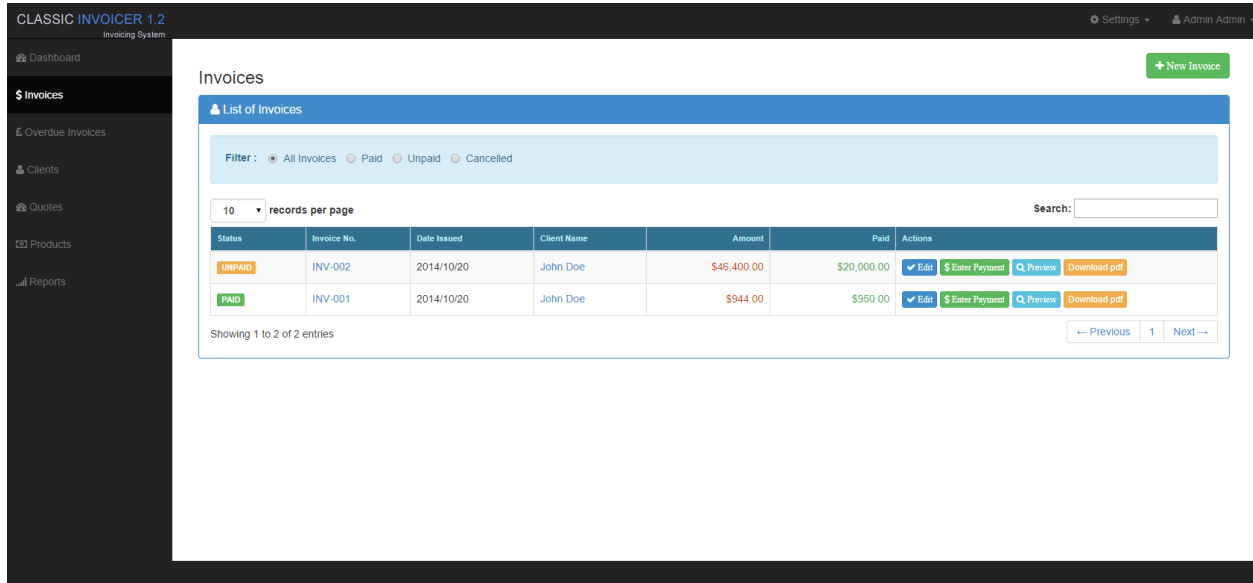 CLASSIC INVOICER 1.2
Invoicing System
Settings
Admin Admin
Dashboard
$ Invoices
£ Overdue Invoices
Clients
Quotes
Products
Reports
Invoices
+ New Invoice
List of Invoices
Filter : All Invoices Paid Unpaid Cancelled
10 records per page Search:
Status Invoice No. Date Issued Client Name Amount Paid Actions
UNPAID INV-002 2014/10/20 John Doe $46,400.00 $20,000.00 Edit $ Enter Payment Preview Download pdf
PAID INV-001 2014/10/20 John Doe $944.00 $950.00 Edit $ Enter Payment Preview Download pdf
Showing 1 to 2 of 2 entries ← Previous 1 Next →